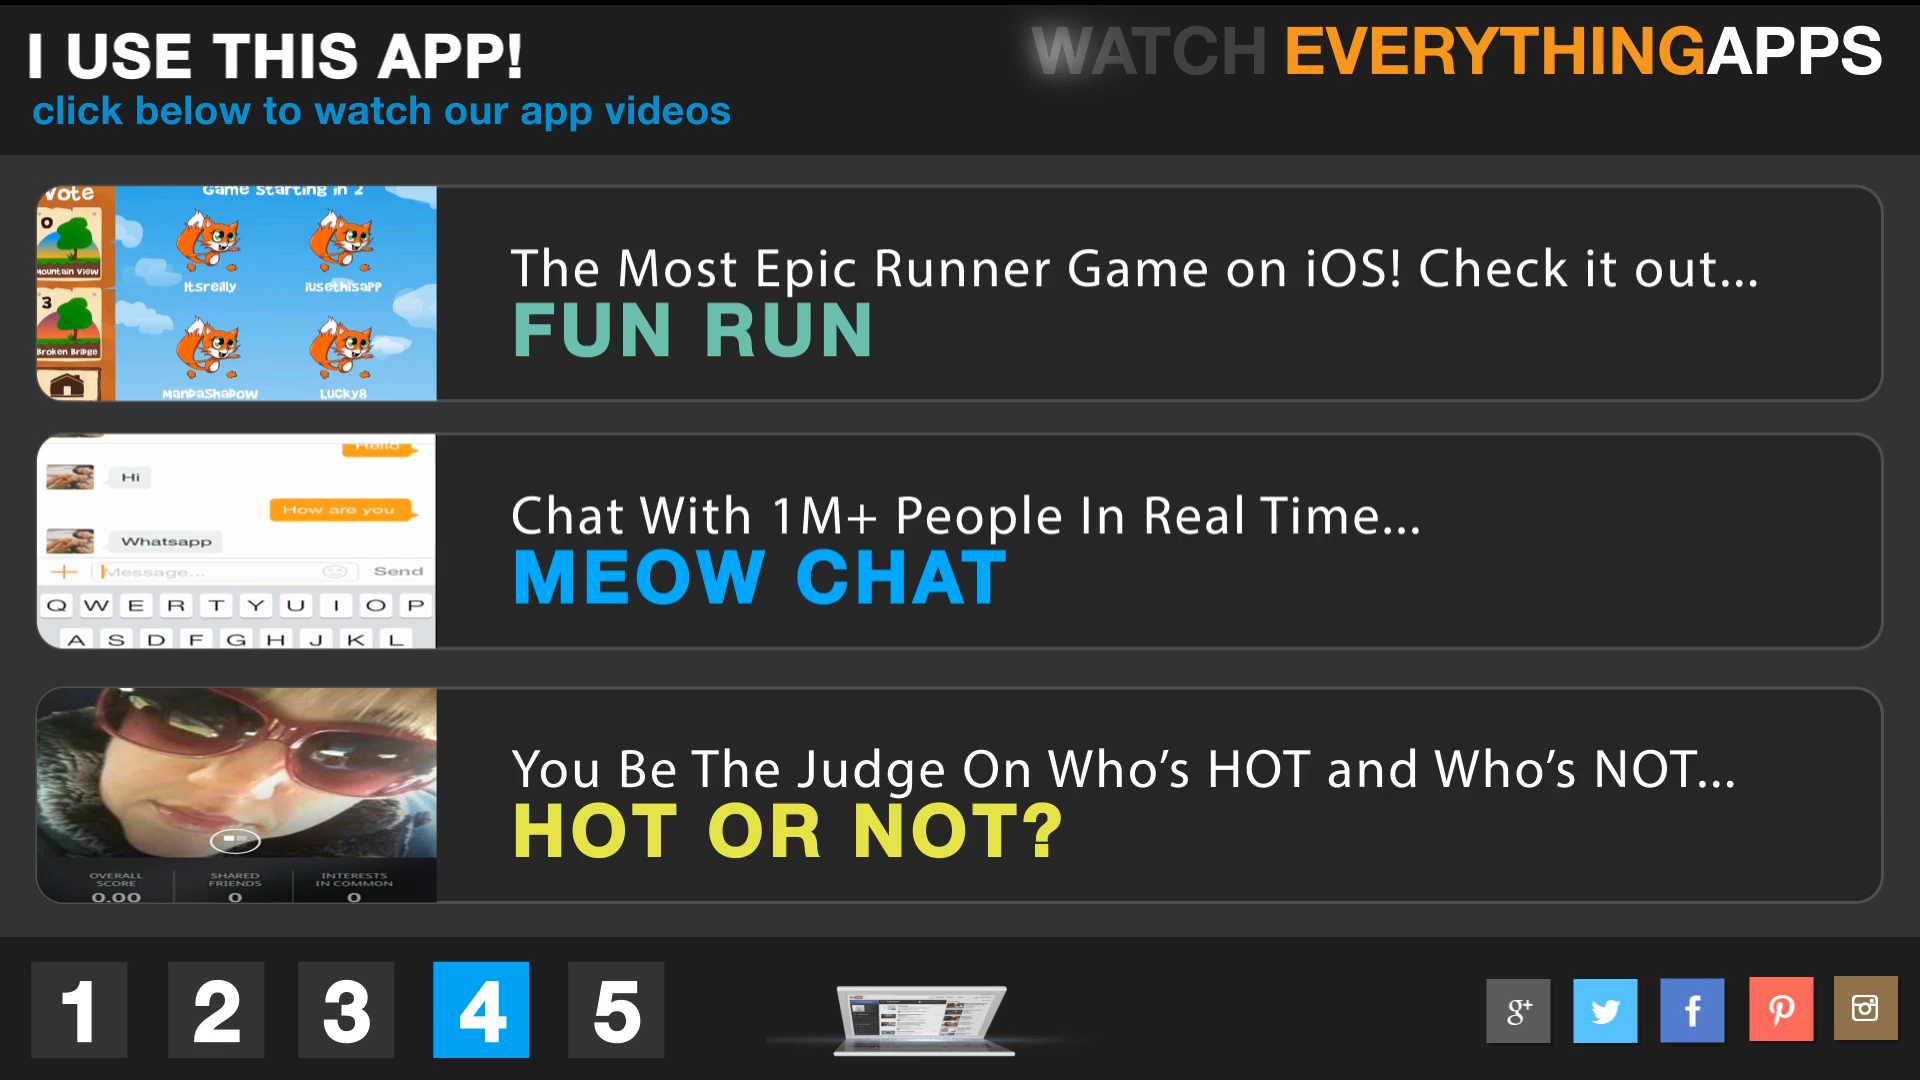 I USE THIS APP!
WATCH EVERYTHINGAPPS
click below to watch our app videos
Vote
Game Starting in 2
0
Mountain View
Itsreilly
iusethisapp
3
Broken Bridge
MandaShadow
Lucky8
The Most Epic Runner Game on iOS! Check it out...
FUN RUN
Hello
Hi
How are you
Whatsapp
Message...
Send
Q W E R T Y U I O P
A S D F G H J K L
Chat With 1M+ People In Real Time...
MEOW CHAT
OVERALL SCORE
SHARED FRIENDS
INTERESTS IN COMMON
0.00
0
0
You Be The Judge On Who's HOT and Who's NOT...
HOT OR NOT?
1 2 3 4 5
g+
f